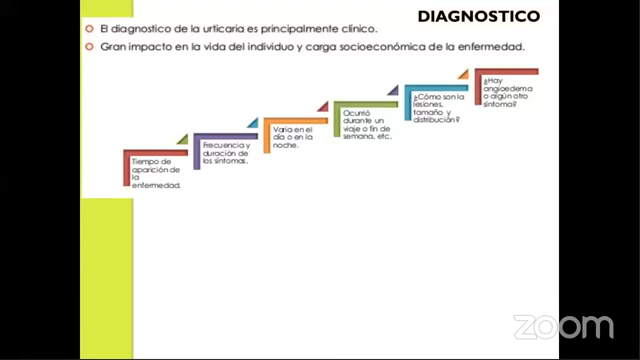 DIAGNOSTICO
El diagnostico de la urticaria es principalmente clínico.
Gran impacto en la vida del individuo y carga socioeconómica de la enfermedad.
Tiempo de
aparición de
la
enfermedad.
Frecuencia y
duración de
los síntomas.
Varia en el
día o en la
noche.
Ocurrió
durante un
viaje o fin de
semana, etc.
¿Cómo son la
lesiones,
tamaño y
distribución?
¿Hay
angioedema
o algún otro
síntoma?
zoom